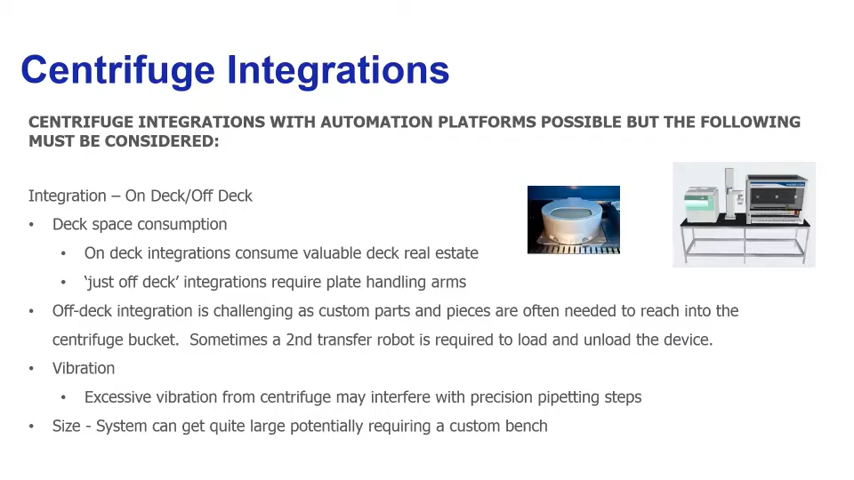 Centrifuge Integrations
CENTRIFUGE INTEGRATIONS WITH AUTOMATION PLATFORMS POSSIBLE BUT THE FOLLOWING
MUST BE CONSIDERED:
Integration – On Deck/Off Deck
• Deck space consumption
• On deck integrations consume valuable deck real estate
• ‘just off deck’ integrations require plate handling arms
• Off-deck integration is challenging as custom parts and pieces are often needed to reach into the
centrifuge bucket. Sometimes a 2nd transfer robot is required to load and unload the device.
• Vibration
• Excessive vibration from centrifuge may interfere with precision pipetting steps
• Size - System can get quite large potentially requiring a custom bench